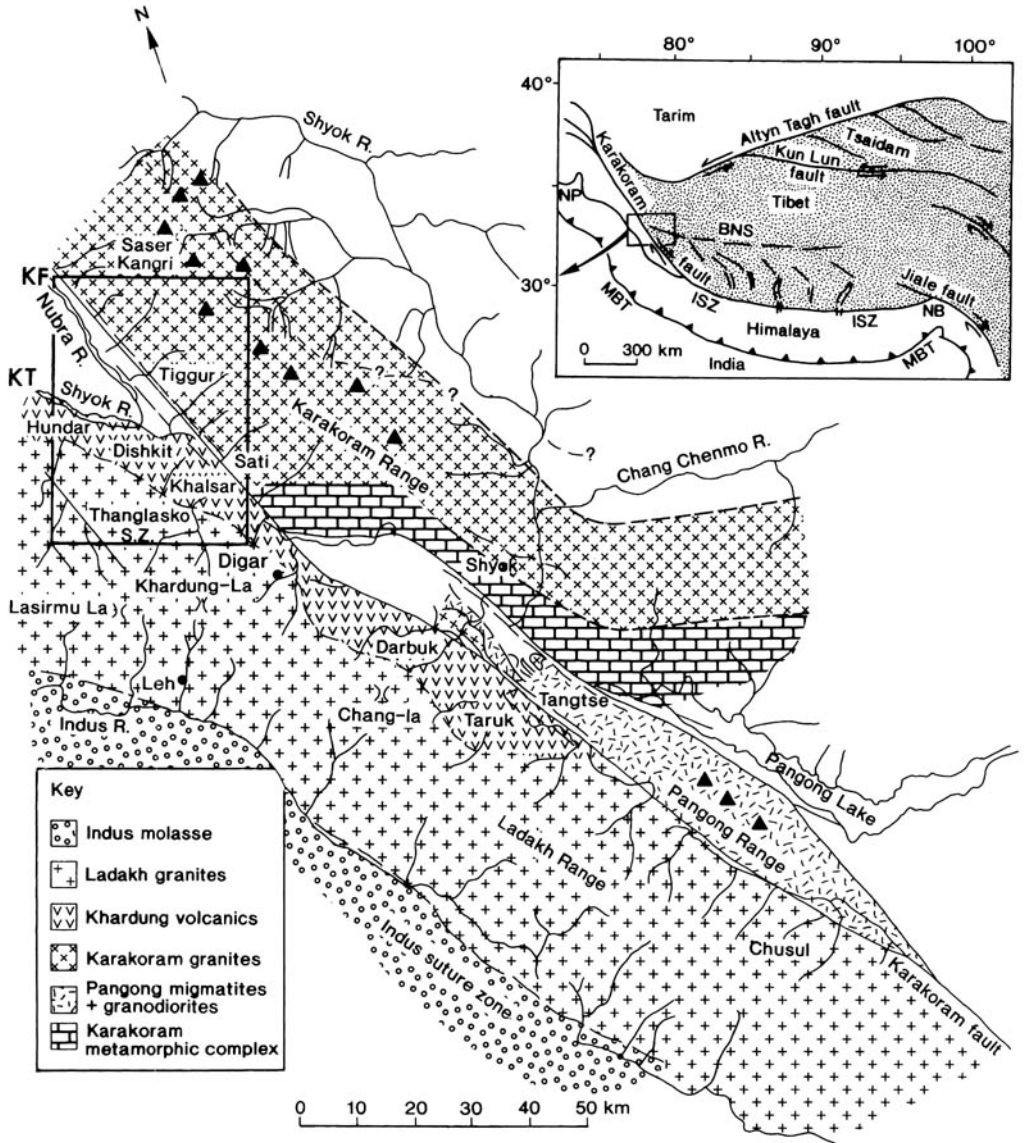 N
Shyok R.
Saser
Kangri
KF
Nubra R.
KT
Shyok R.
Tiggur
Hundar
Dishkit
Sati
Khalsar
Thanglasko
S.Z.
Digar
Khardung-La
Lasirmu La
Leh
Indus R.
Karakoram Range
?
?
?
Chang Chenmo R.
Shyok
Darbuk
Chang-la
Taruk
Tangtse
Pangong Lake
Pangong Range
Ladakh Range
Chusul
Karakoram fault
Indus suture zone
80°
90°
100°
40°
30°
Tarim
Altyn Tagh fault
Tsaidam
Kun Lun
fault
Tibet
Karakoram
fault
NP
BNS
Jiale fault
ISZ
ISZ
NB
MBT
MBT
Himalaya
India
0 300 km
Key
Indus molasse
Ladakh granites
Khardung volcanics
Karakoram granites
Pangong migmatites
+ granodiorites
Karakoram
metamorphic complex
0 10 20 30 40 50 km